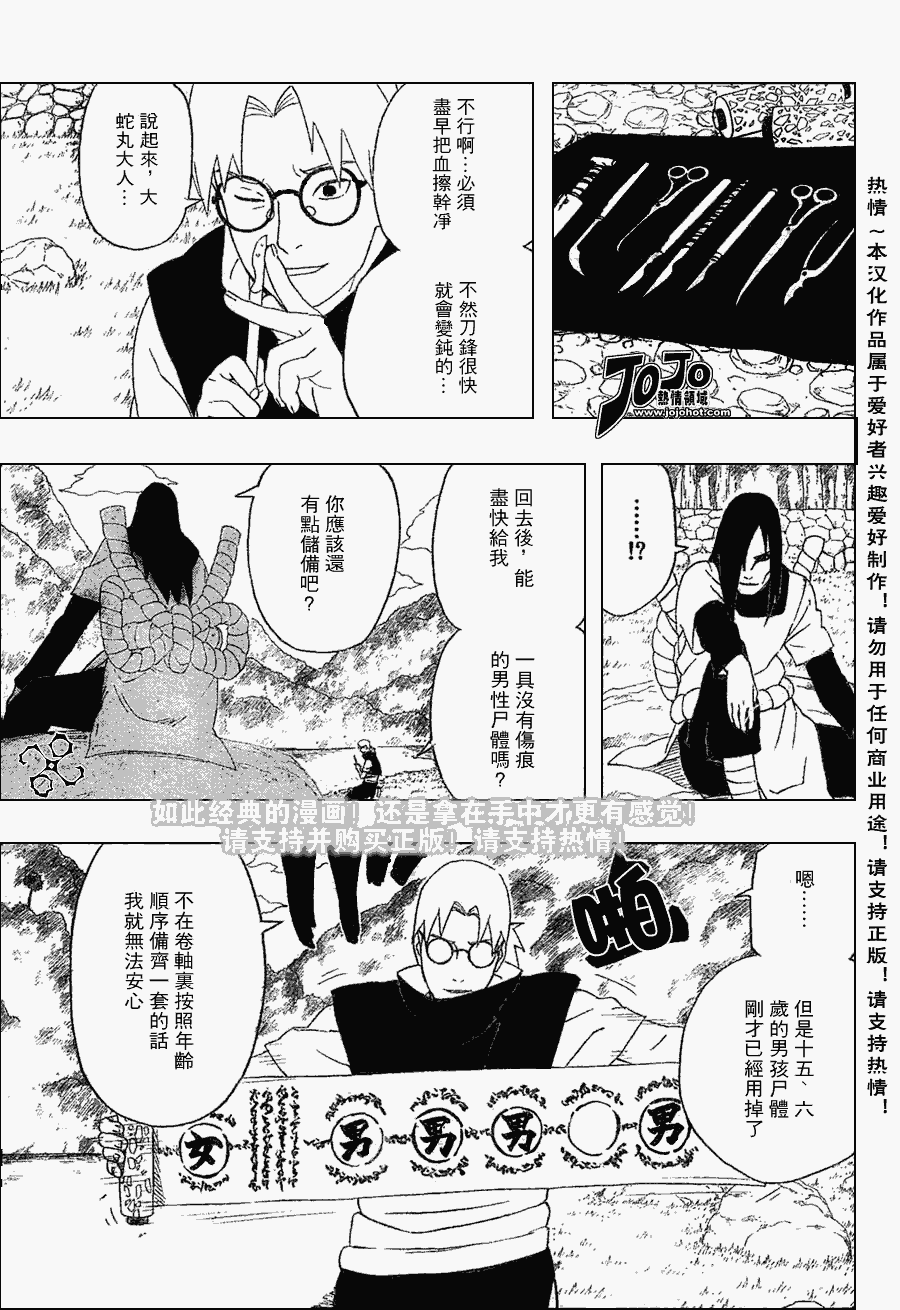 不行啊…必須
盡早把血擦幹淨
不然刀鋒很快
就會變鈍的…
說起來，大
蛇丸大人…
JOJO
熱情領域
www.jojohot.com
……!?
回去後，能
盡快給我
一具沒有傷痕
的男性尸體嗎？
你應該還
有點儲備吧？
如此经典的漫画！还是拿在手中才更有感觉！
请支持并购买正版！请支持热情！
嗯……
但是十五、六
歲的男孩尸體
剛才已經用掉了
啪
不在卷軸裏按照年齡
順序備齊一套的話
我就無法安心
女
男
男
男
男
热情～本汉化作品属于爱好者兴趣爱好制作！请勿用于任何商业用途！请支持正版！请支持热情！